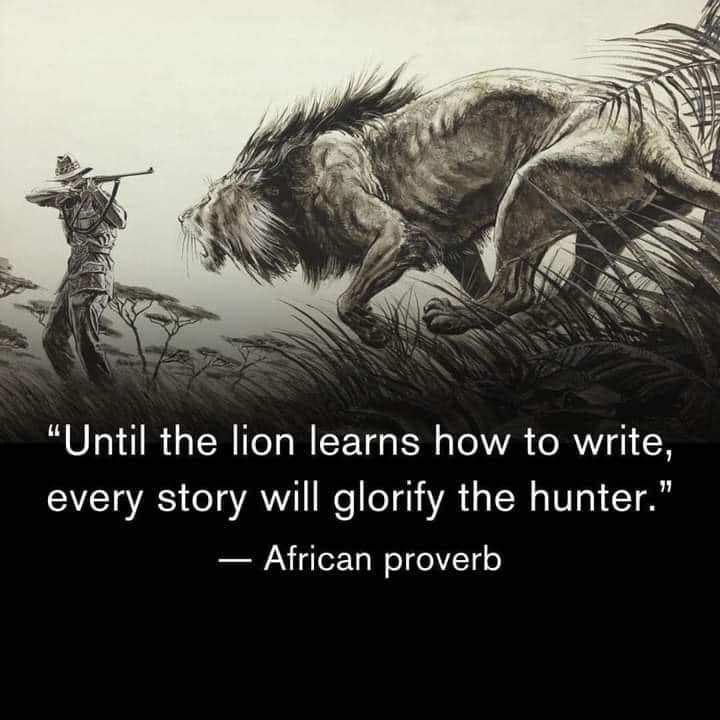 “Until the lion learns how to write,
every story will glorify the hunter.”
— African proverb